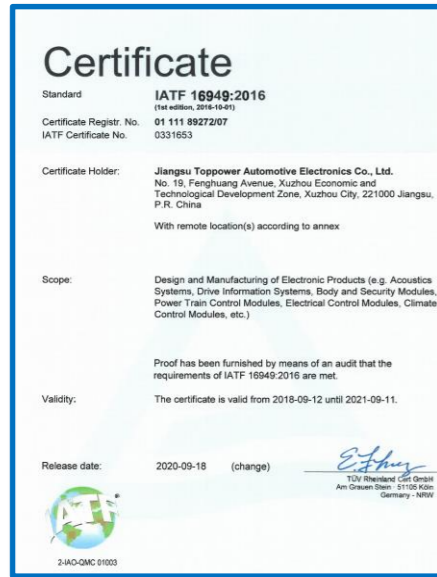 Certificate
Standard IATF 16949:2016
(1st edition, 2016-10-01)
Certificate Registr. No. 01 111 89272/07
IATF Certificate No. 0331653
Certificate Holder: Jiangsu Toppower Automotive Electronics Co., Ltd.
No. 19, Fenghuang Avenue, Xuzhou Economic and
Technological Development Zone, Xuzhou City, 221000 Jiangsu,
P.R. China
With remote location(s) according to annex
Scope: Design and Manufacturing of Electronic Products (e.g. Acoustics
Systems, Drive Information Systems, Body and Security Modules,
Power Train Control Modules, Electrical Control Modules, Climate
Control Modules, etc.)
Proof has been furnished by means of an audit that the
requirements of IATF 16949:2016 are met.
Validity: The certificate is valid from 2018-09-12 until 2021-09-11.
Release date: 2020-09-18 (change)
TÜV Rheinland Cert GmbH
Am Grauen Stein · 51105 Köln
Germany - NRW
IATF
2-IAO-QMC 01003